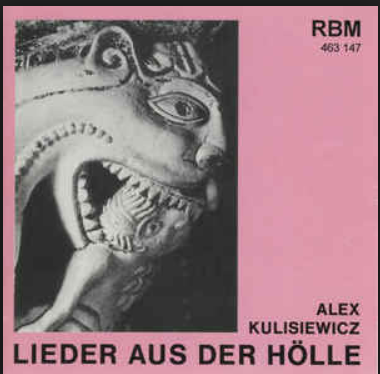 RBM
463 147
ALEX
KULISIEWICZ
LIEDER AUS DER HÖLLE